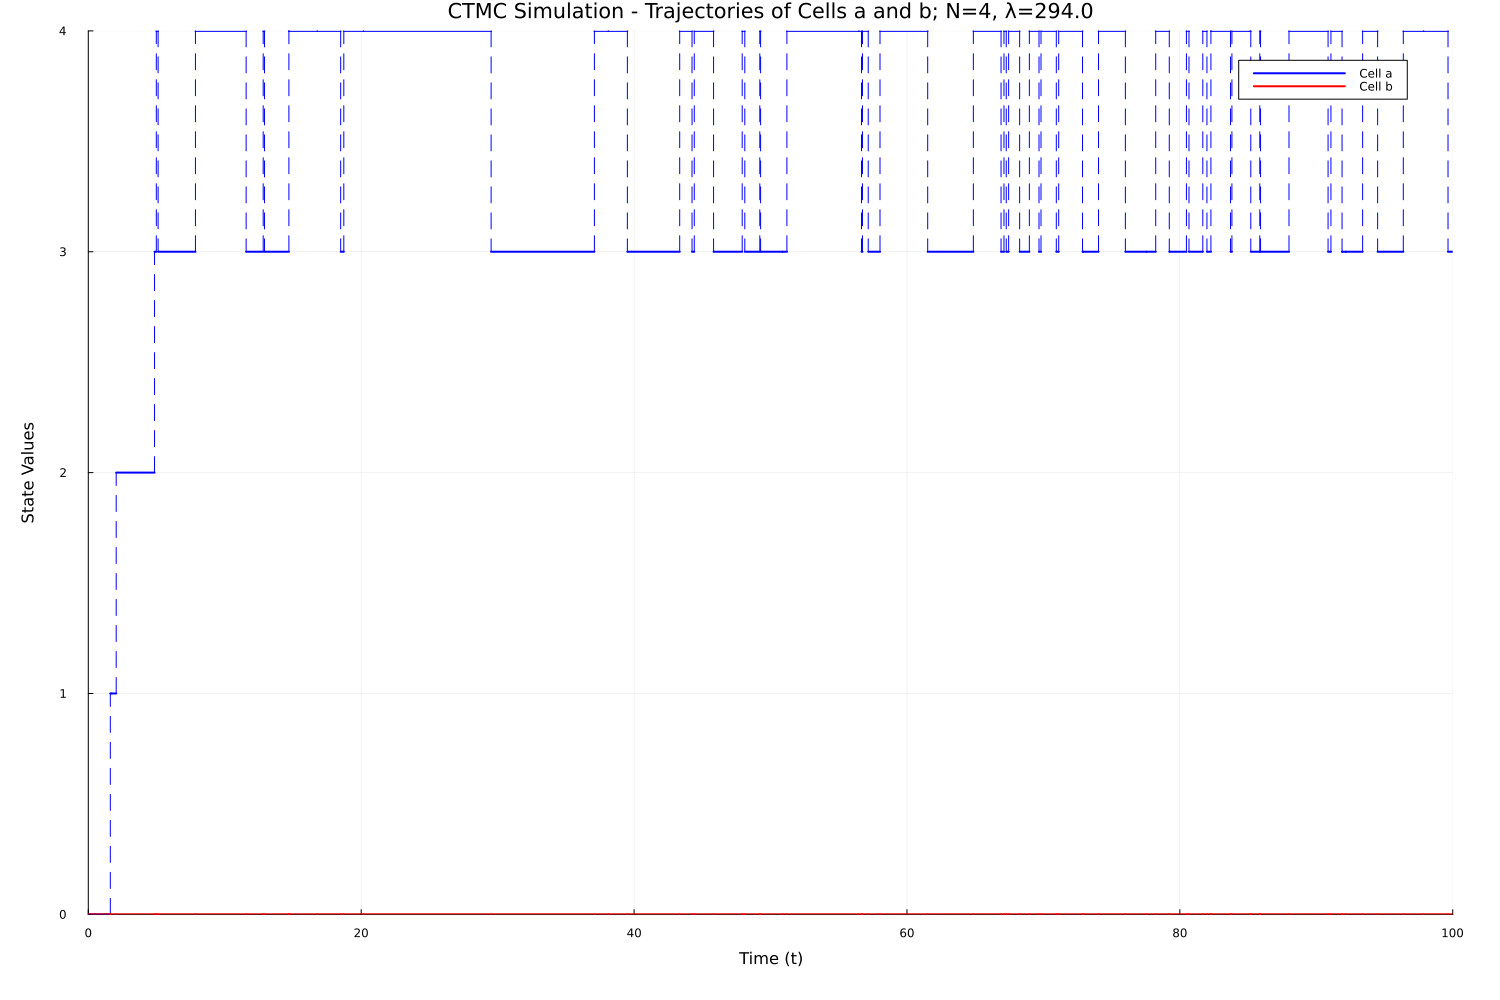 CTMC Simulation - Trajectories of Cells a and b; N=4, λ=294.0
4
Cell a
Cell b
3
State Values
2
1
0
0 20 40 60 80 100
Time (t)